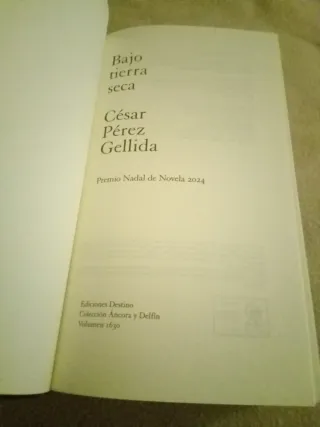 Bajo
tierra
seca
César
Pérez
Gellida
Premio Nadal de Novela 2024
Ediciones Destino
Colección Áncora y Delfín
Volumen 1630